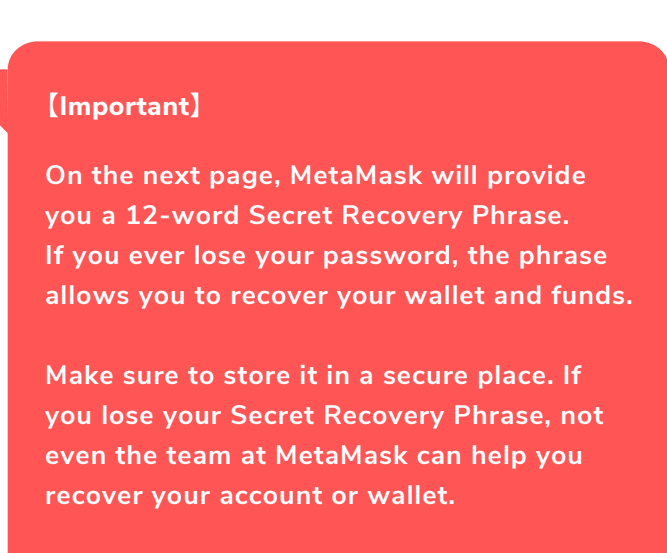 【Important】
On the next page, MetaMask will provide
you a 12-word Secret Recovery Phrase.
If you ever lose your password, the phrase
allows you to recover your wallet and funds.
Make sure to store it in a secure place. If
you lose your Secret Recovery Phrase, not
even the team at MetaMask can help you
recover your account or wallet.